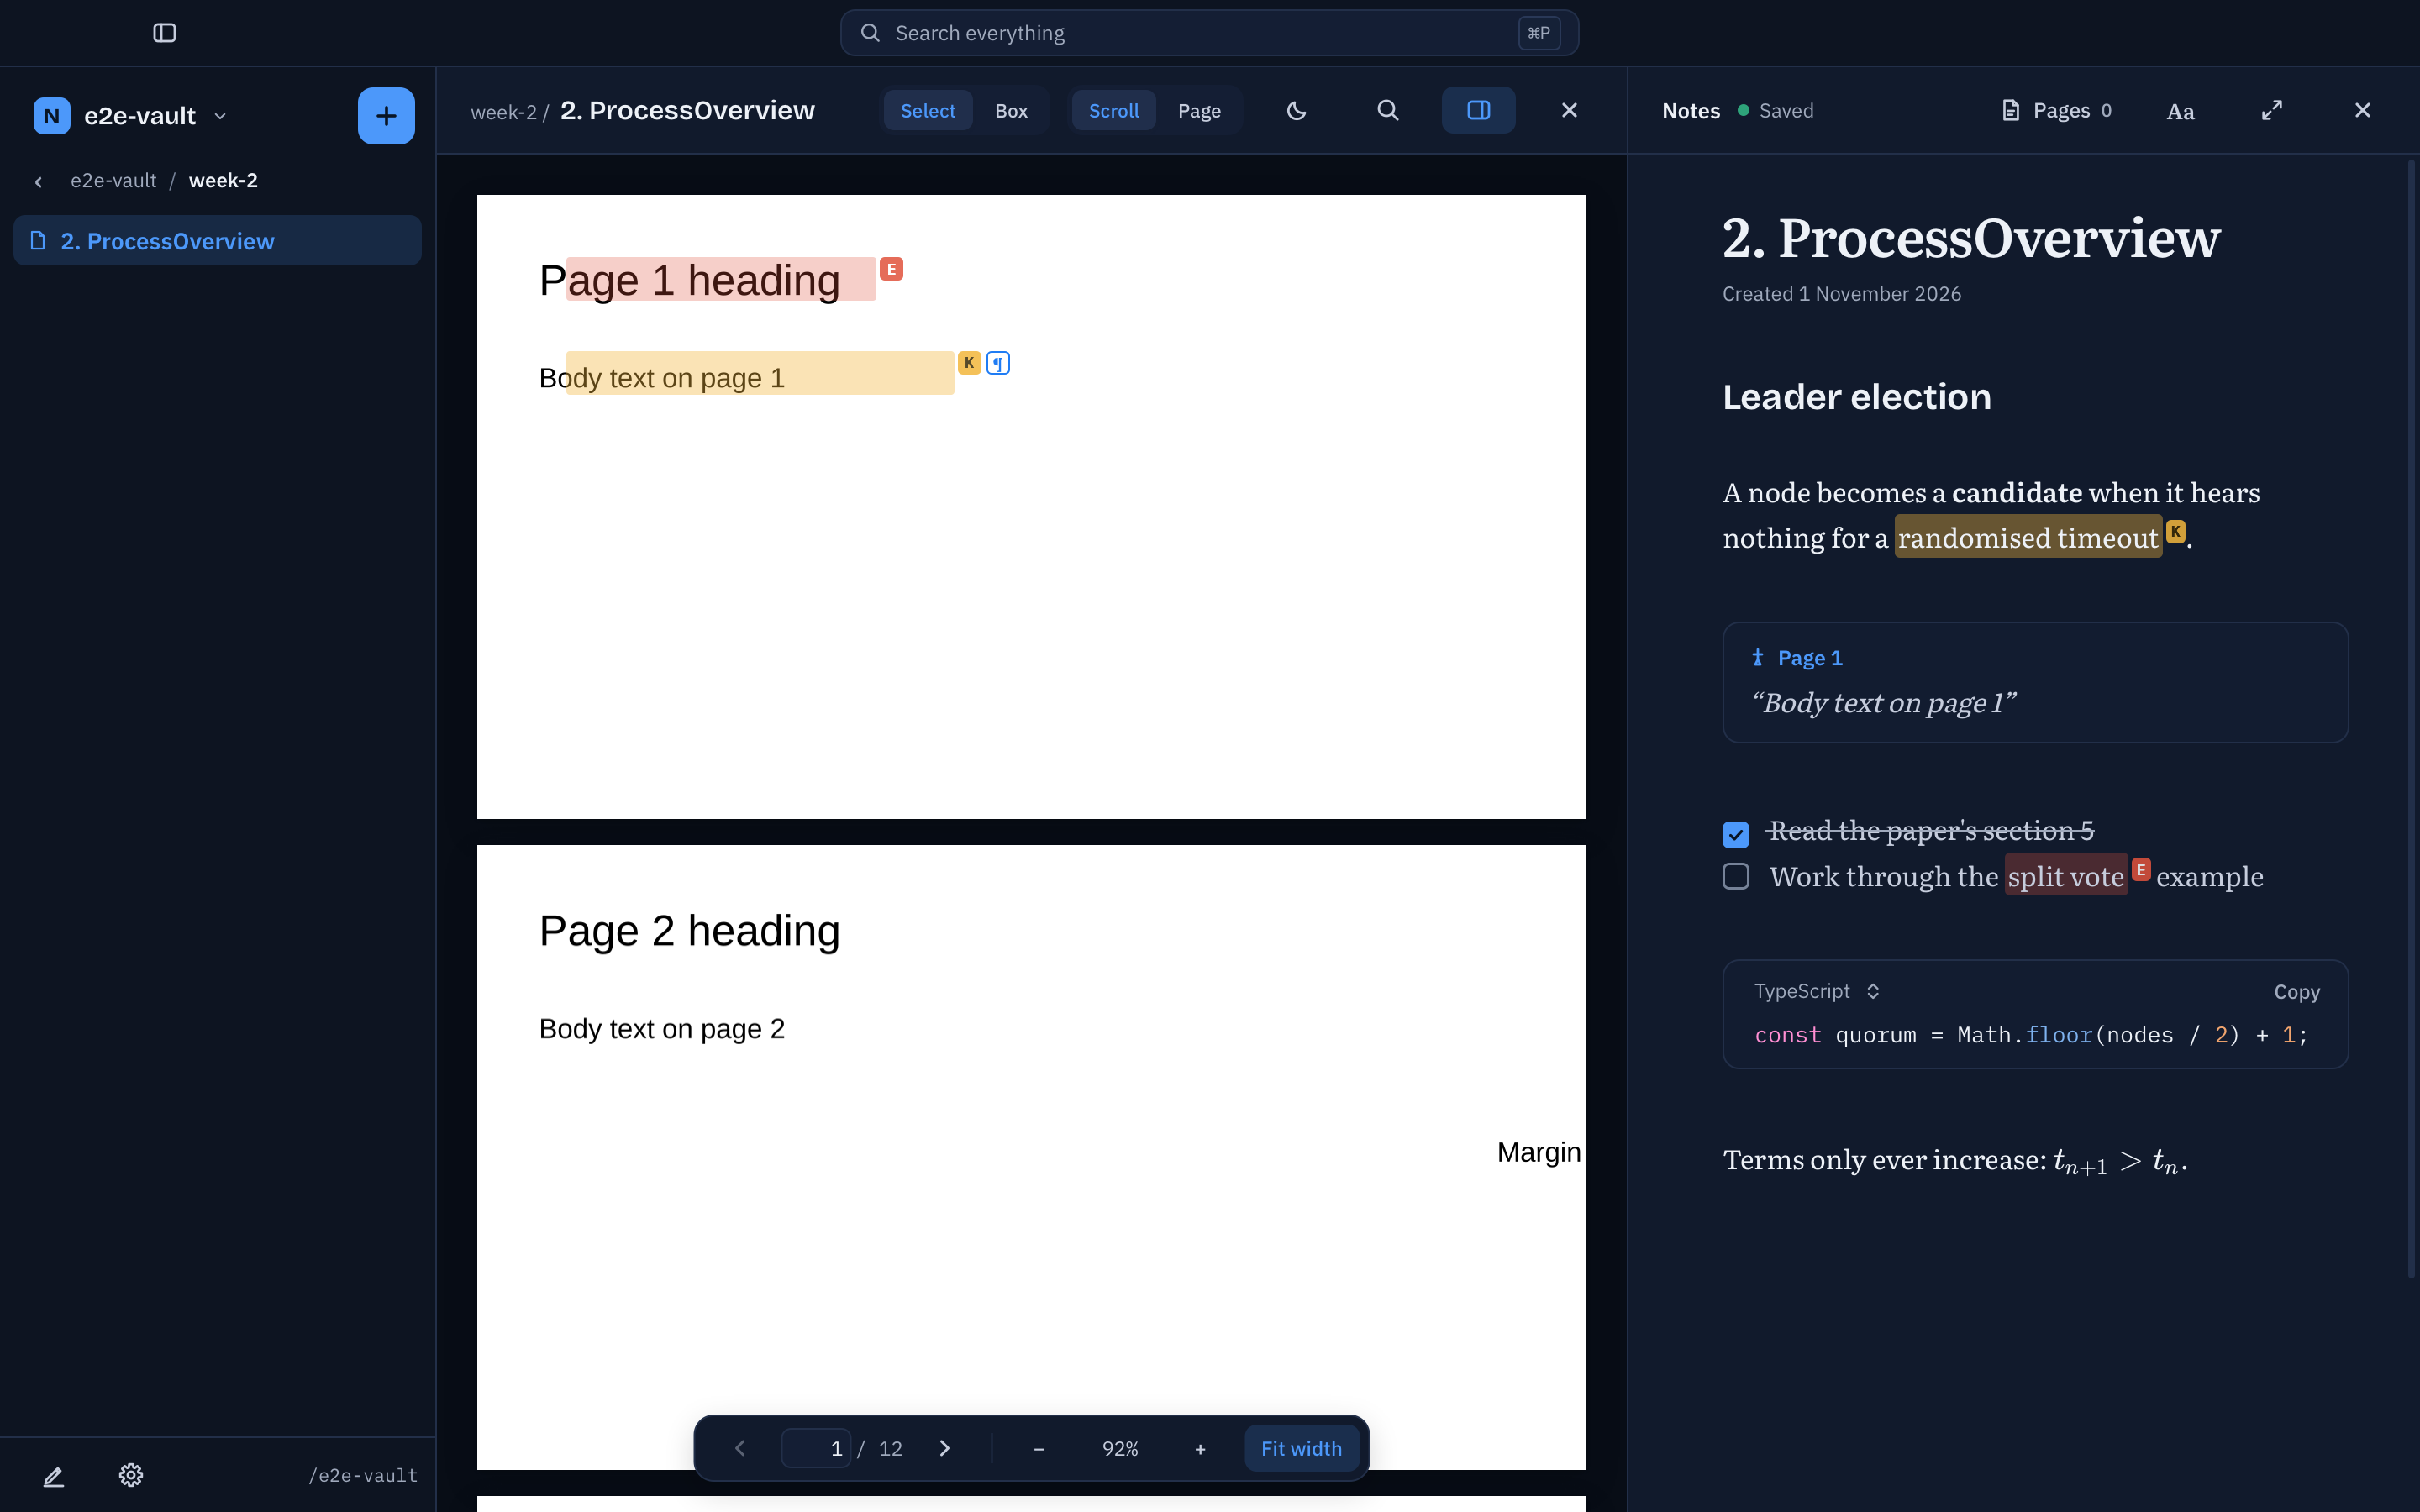 Search everything
⌘P
N e2e-vault
+
e2e-vault / week-2
2. ProcessOverview
/e2e-vault
week-2 / 2. ProcessOverview
Select Box
Scroll Page
Page 1 heading E
Body text on page 1 K ¶
Page 2 heading
Body text on page 2
Margin
1 / 12
− 92% +
Fit width
Notes Saved
Pages 0
Aa
2. ProcessOverview
Created 1 November 2026
Leader election
A node becomes a candidate when it hears
nothing for a randomised timeout K.
Page 1
“Body text on page 1”
Read the paper's section 5
Work through the split vote E example
TypeScript
Copy
const quorum = Math.floor(nodes / 2) + 1;
Terms only ever increase: tₙ₊₁ > tₙ.